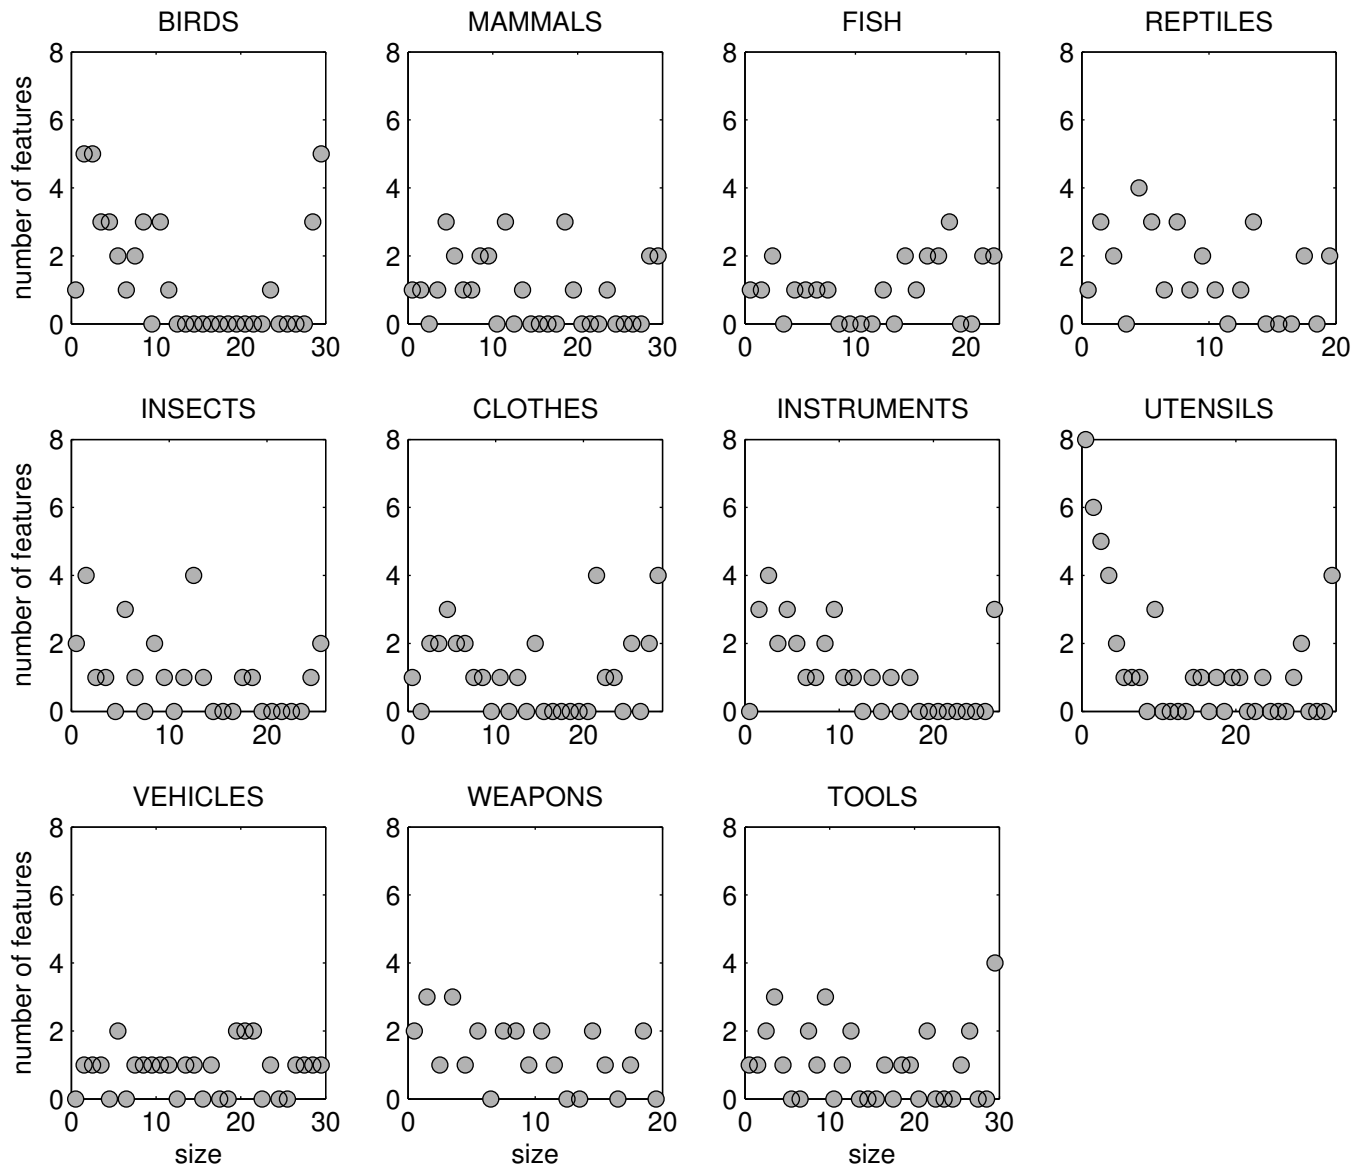 BIRDS MAMMALS FISH REPTILES
number of features
8 8 8 8
6 6 6 6
4 4 4 4
2 2 2 2
0 0 0 0
0 10 20 30 0 10 20 30 0 10 20 0 10 20
INSECTS CLOTHES INSTRUMENTS UTENSILS
number of features
8 8 8 8
6 6 6 6
4 4 4 4
2 2 2 2
0 0 0 0
0 10 20 0 10 20 0 10 20 0 20
VEHICLES WEAPONS TOOLS
number of features
8 8 8
6 6 6
4 4 4
2 2 2
0 0 0
0 10 20 30 0 10 20 0 10 20 30
size size size